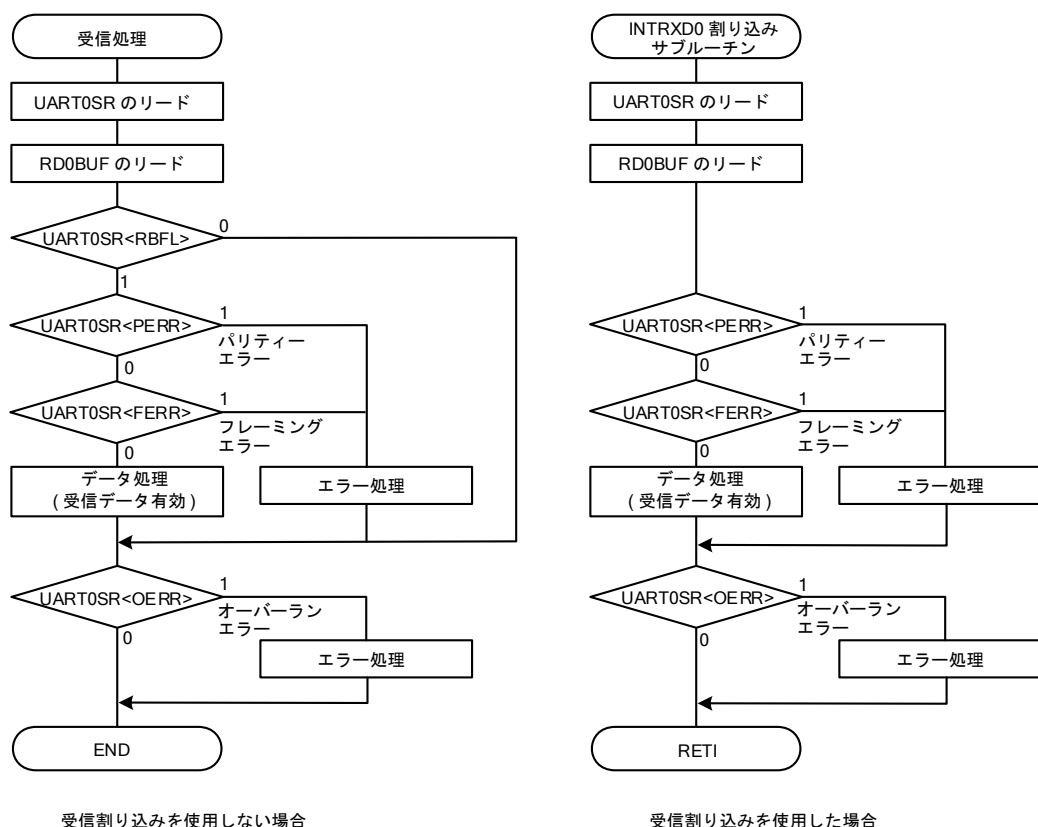 受信処理
UART0SR のリード
RD0BUF のリード
UART0SR<RBFL>
0
1
UART0SR<PERR>
1
パリティー
エラー
0
UART0SR<FERR>
1
フレーミング
エラー
0
データ処理
( 受信データ有効 )
エラー処理
UART0SR<OERR>
1
オーバーラン
エラー
0
エラー処理
END
受信割り込みを使用しない場合
INTRXD0 割り込み
サブルーチン
UART0SR のリード
RD0BUF のリード
UART0SR<PERR>
1
パリティー
エラー
0
UART0SR<FERR>
1
フレーミング
エラー
0
データ処理
( 受信データ有効 )
エラー処理
UART0SR<OERR>
1
オーバーラン
エラー
0
エラー処理
RETI
受信割り込みを使用した場合